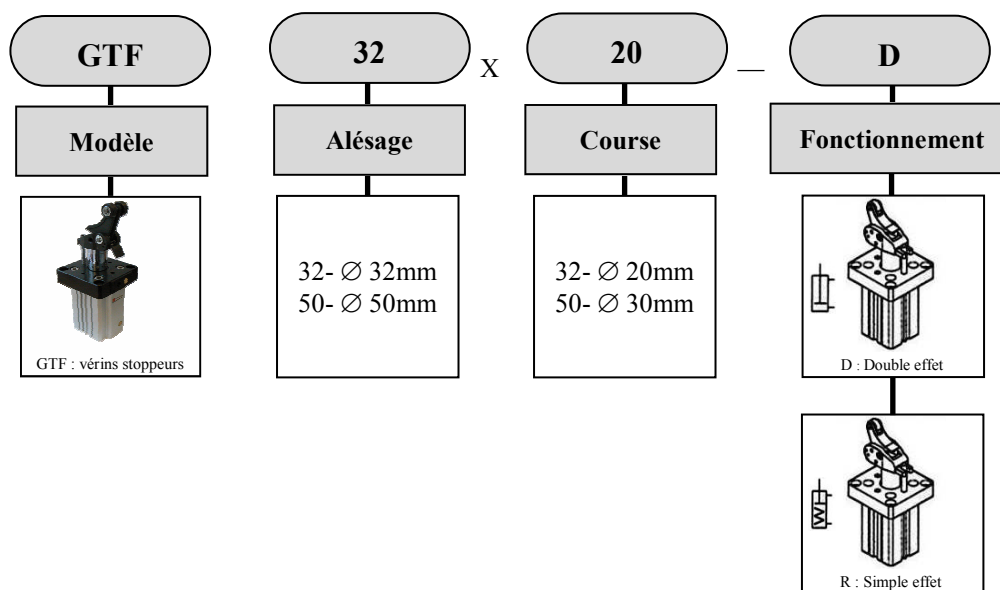 GTF 32 X 20 — D
Modèle Alésage Course Fonctionnement
32- Ø 32mm
50- Ø 50mm
32- Ø 20mm
50- Ø 30mm
GTF : vérins stoppeurs
D : Double effet
R : Simple effet